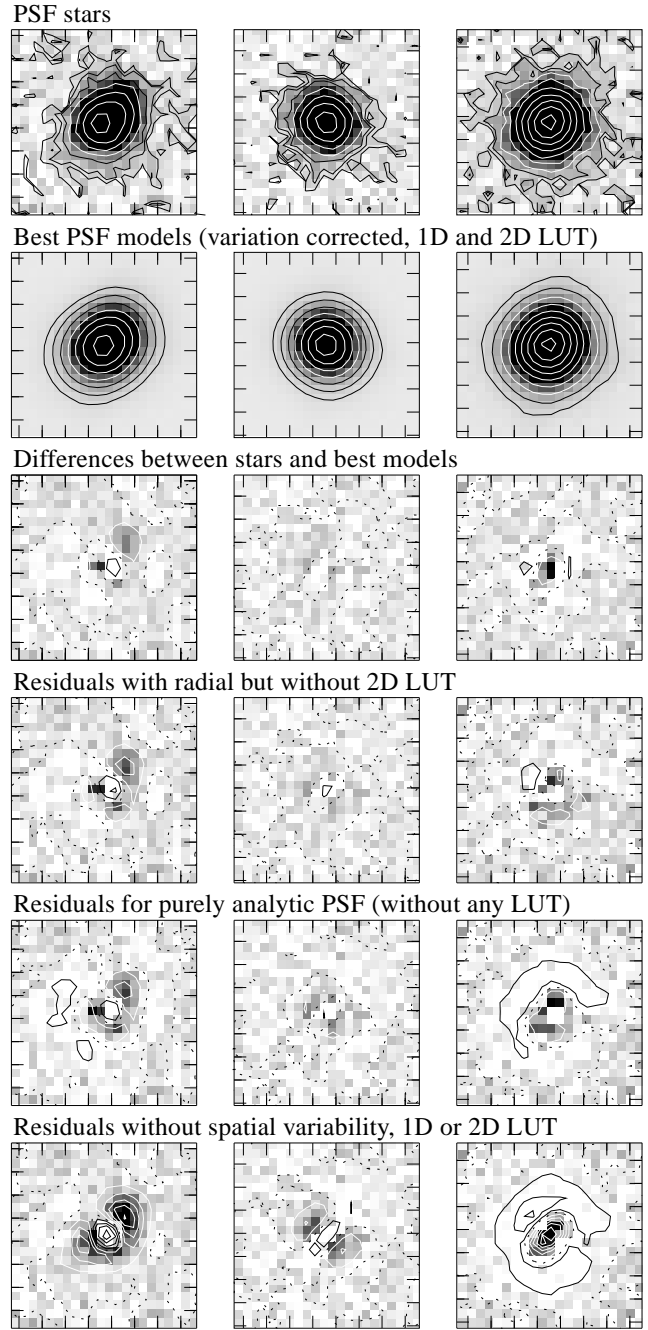 PSF stars
Best PSF models (variation corrected, 1D and 2D LUT)
Differences between stars and best models
Residuals with radial but without 2D LUT
Residuals for purely analytic PSF (without any LUT)
Residuals without spatial variability, 1D or 2D LUT